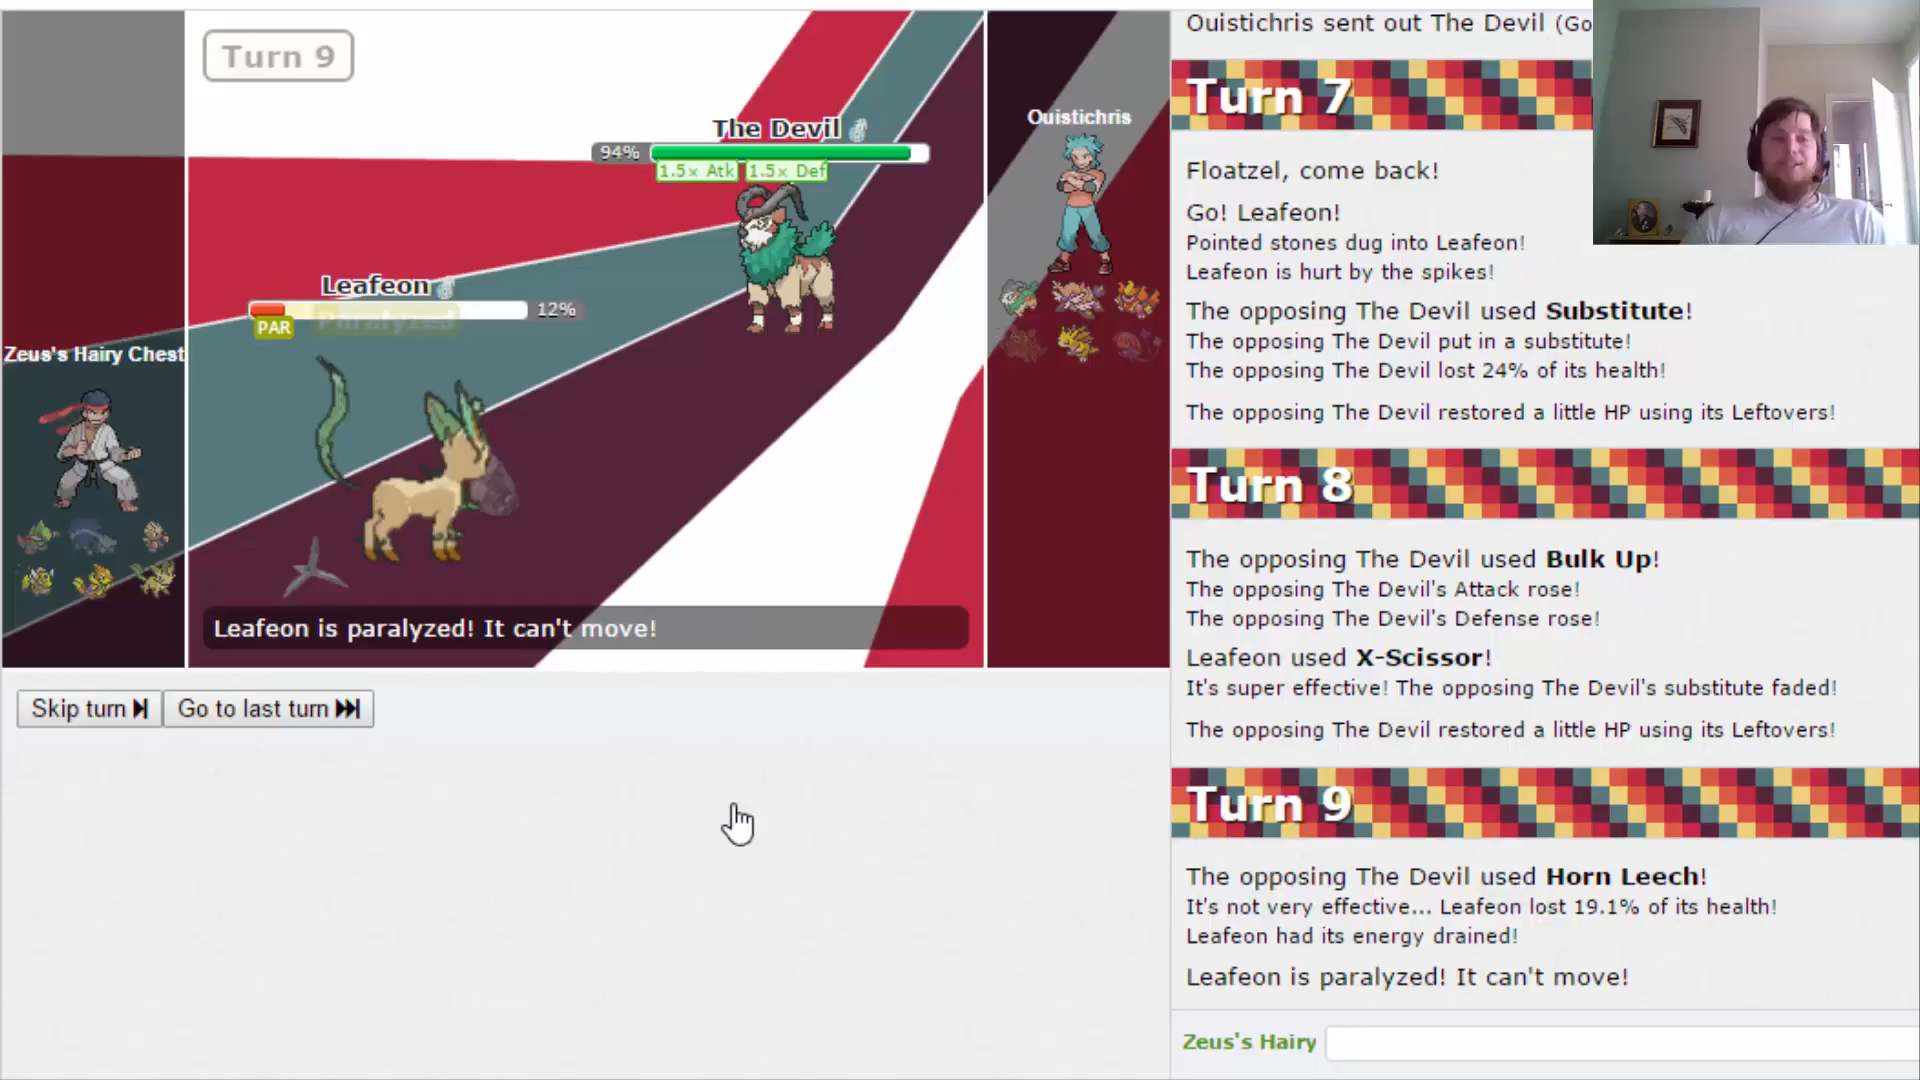 Turn 9
The Devil
94%
1.5× Atk 1.5× Def
Leafeon
12%
PAR
Paralyzed
Zeus's Hairy Chest
Ouistichris
Leafeon is paralyzed! It can't move!
Skip turn
Go to last turn
Ouistichris sent out The Devil (Go
Turn 7
Floatzel, come back!
Go! Leafeon!
Pointed stones dug into Leafeon!
Leafeon is hurt by the spikes!
The opposing The Devil used Substitute!
The opposing The Devil put in a substitute!
The opposing The Devil lost 24% of its health!
The opposing The Devil restored a little HP using its Leftovers!
Turn 8
The opposing The Devil used Bulk Up!
The opposing The Devil's Attack rose!
The opposing The Devil's Defense rose!
Leafeon used X-Scissor!
It's super effective! The opposing The Devil's substitute faded!
The opposing The Devil restored a little HP using its Leftovers!
Turn 9
The opposing The Devil used Horn Leech!
It's not very effective... Leafeon lost 19.1% of its health!
Leafeon had its energy drained!
Leafeon is paralyzed! It can't move!
Zeus's Hairy